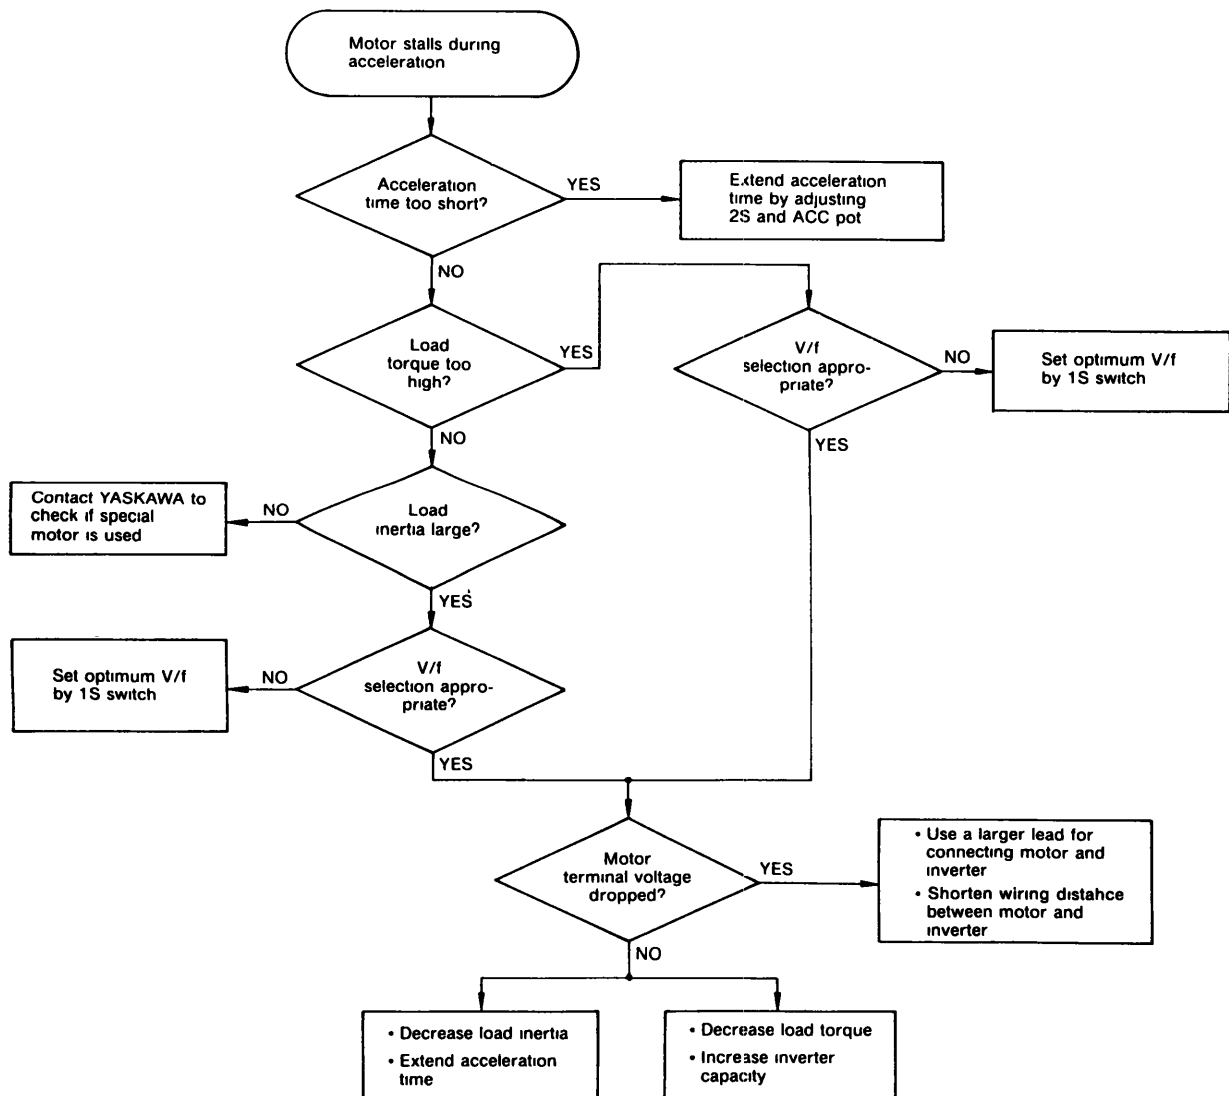 Motor stalls during
acceleration
Acceleration
time too short?
YES
Extend acceleration
time by adjusting
2S and ACC pot
NO
Load
torque too
high?
YES
V/f
selection appro-
priate?
NO
Set optimum V/f
by 1S switch
NO
YES
Contact YASKAWA to
check if special
motor is used
NO
Load
inertia large?
YES
Set optimum V/f
by 1S switch
NO
V/f
selection appro-
priate?
YES
Motor
terminal voltage
dropped?
YES
• Use a larger lead for
connecting motor and
inverter
• Shorten wiring distahce
between motor and
inverter
NO
• Decrease load inertia
• Extend acceleration
time
• Decrease load torque
• Increase inverter
capacity